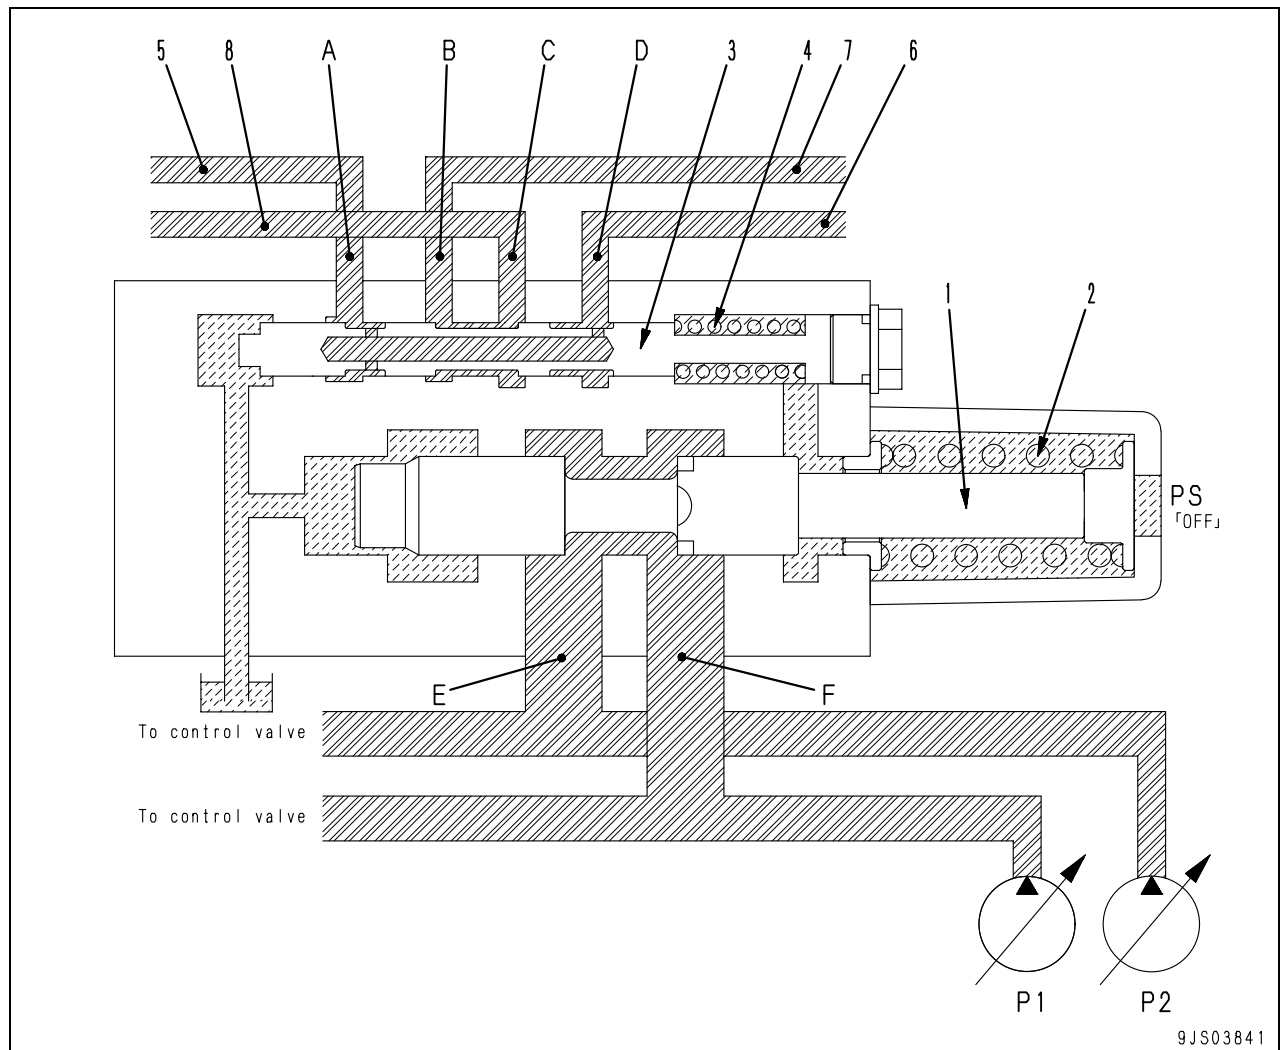 5 8 A B C D 3 4 7 6
1 2
PS
「OFF」
E F
To control valve
To control valve
P1 P2
9JS03841